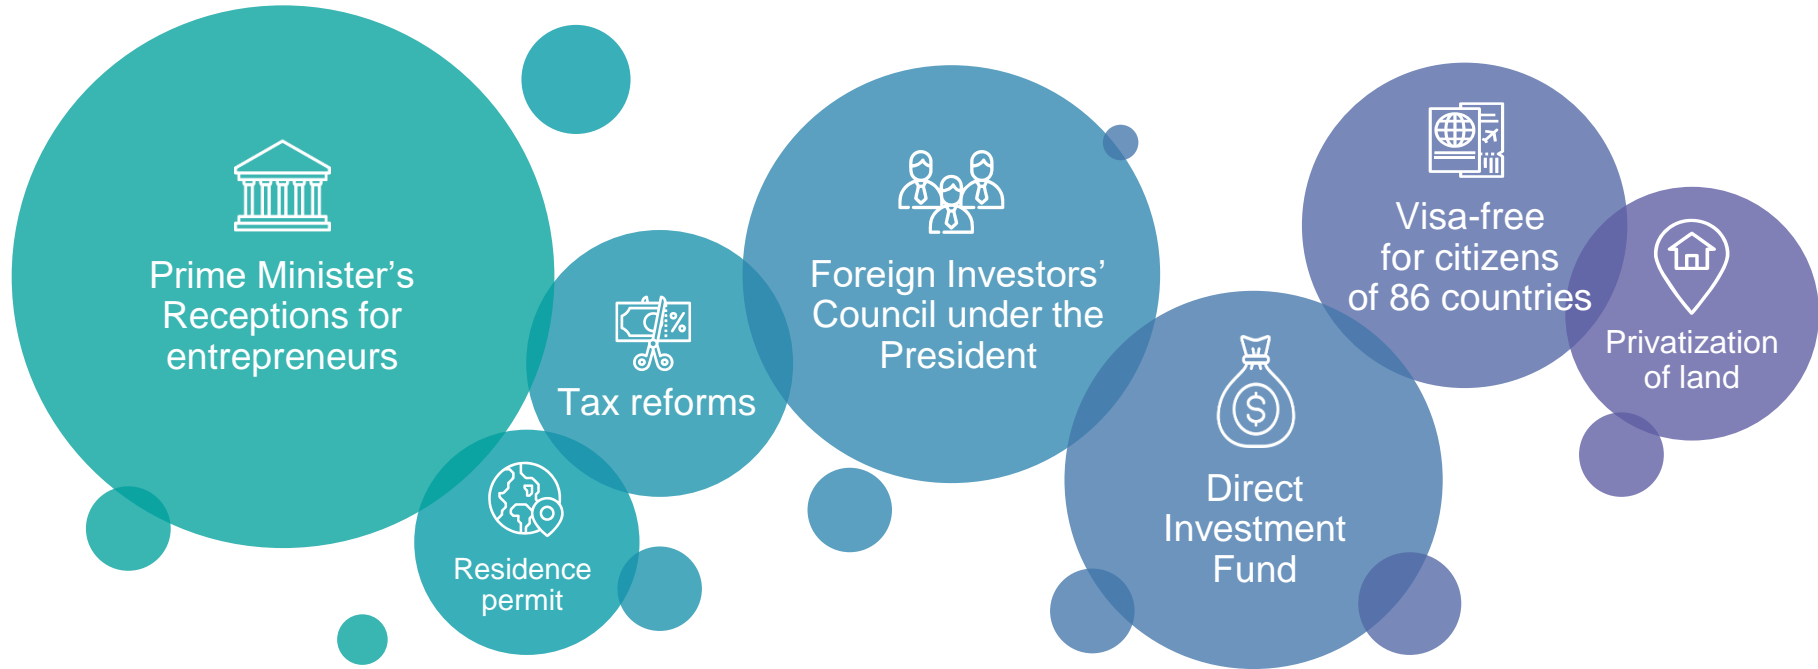 Prime Minister’s
Receptions for
entrepreneurs
Residence
permit
Tax reforms
Foreign Investors’
Council under the
President
Direct
Investment
Fund
Visa-free
for citizens
of 86 countries
Privatization
of land